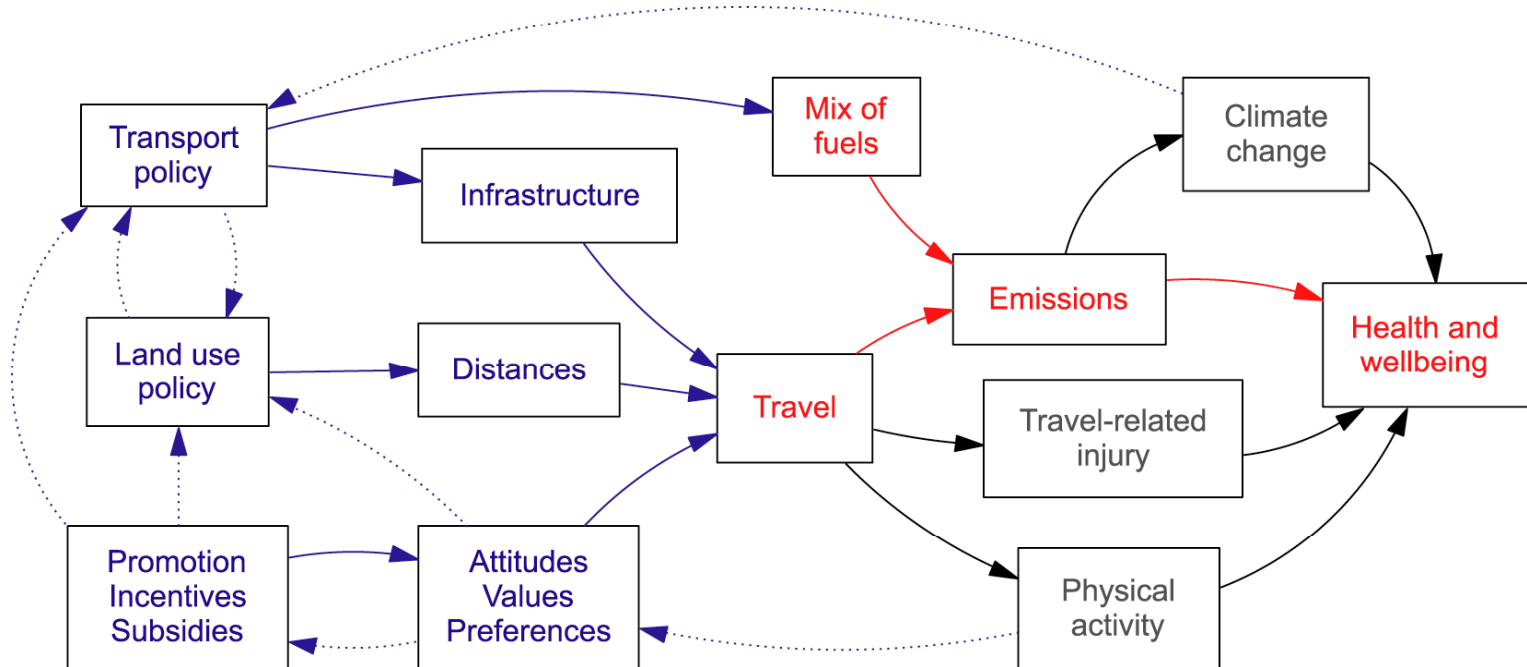 Transport
policy
Mix of
fuels
Climate
change
Infrastructure
Emissions
Health and
wellbeing
Land use
policy
Distances
Travel
Travel-related
injury
Promotion
Incentives
Subsidies
Attitudes
Values
Preferences
Physical
activity